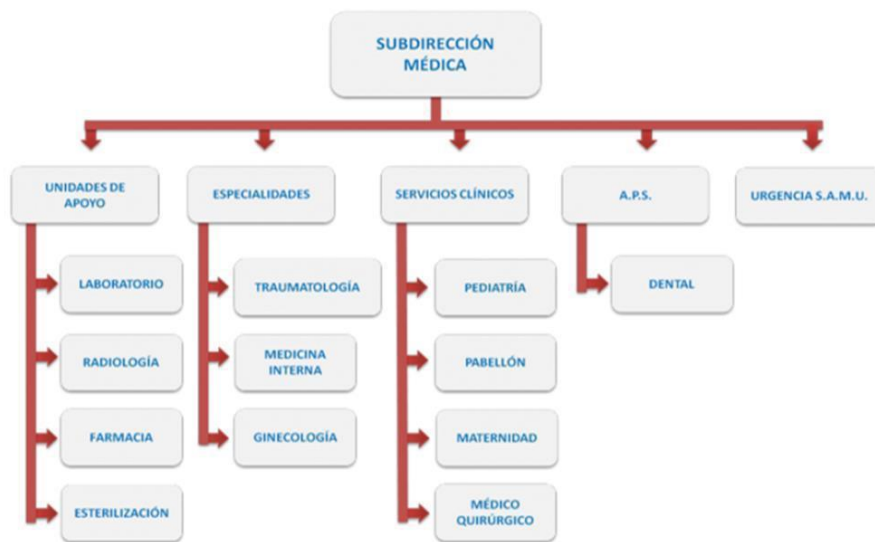 SUBDIRECCIÓN
MÉDICA
UNIDADES DE
APOYO
ESPECIALIDADES
SERVICIOS CLÍNICOS
A.P.S.
URGENCIA S.A.M.U.
LABORATORIO
RADIOLOGÍA
FARMACIA
ESTERILIZACIÓN
TRAUMATOLOGÍA
MEDICINA
INTERNA
GINECOLOGÍA
PEDIATRÍA
PABELLÓN
MATERNIDAD
MÉDICO
QUIRÚRGICO
DENTAL